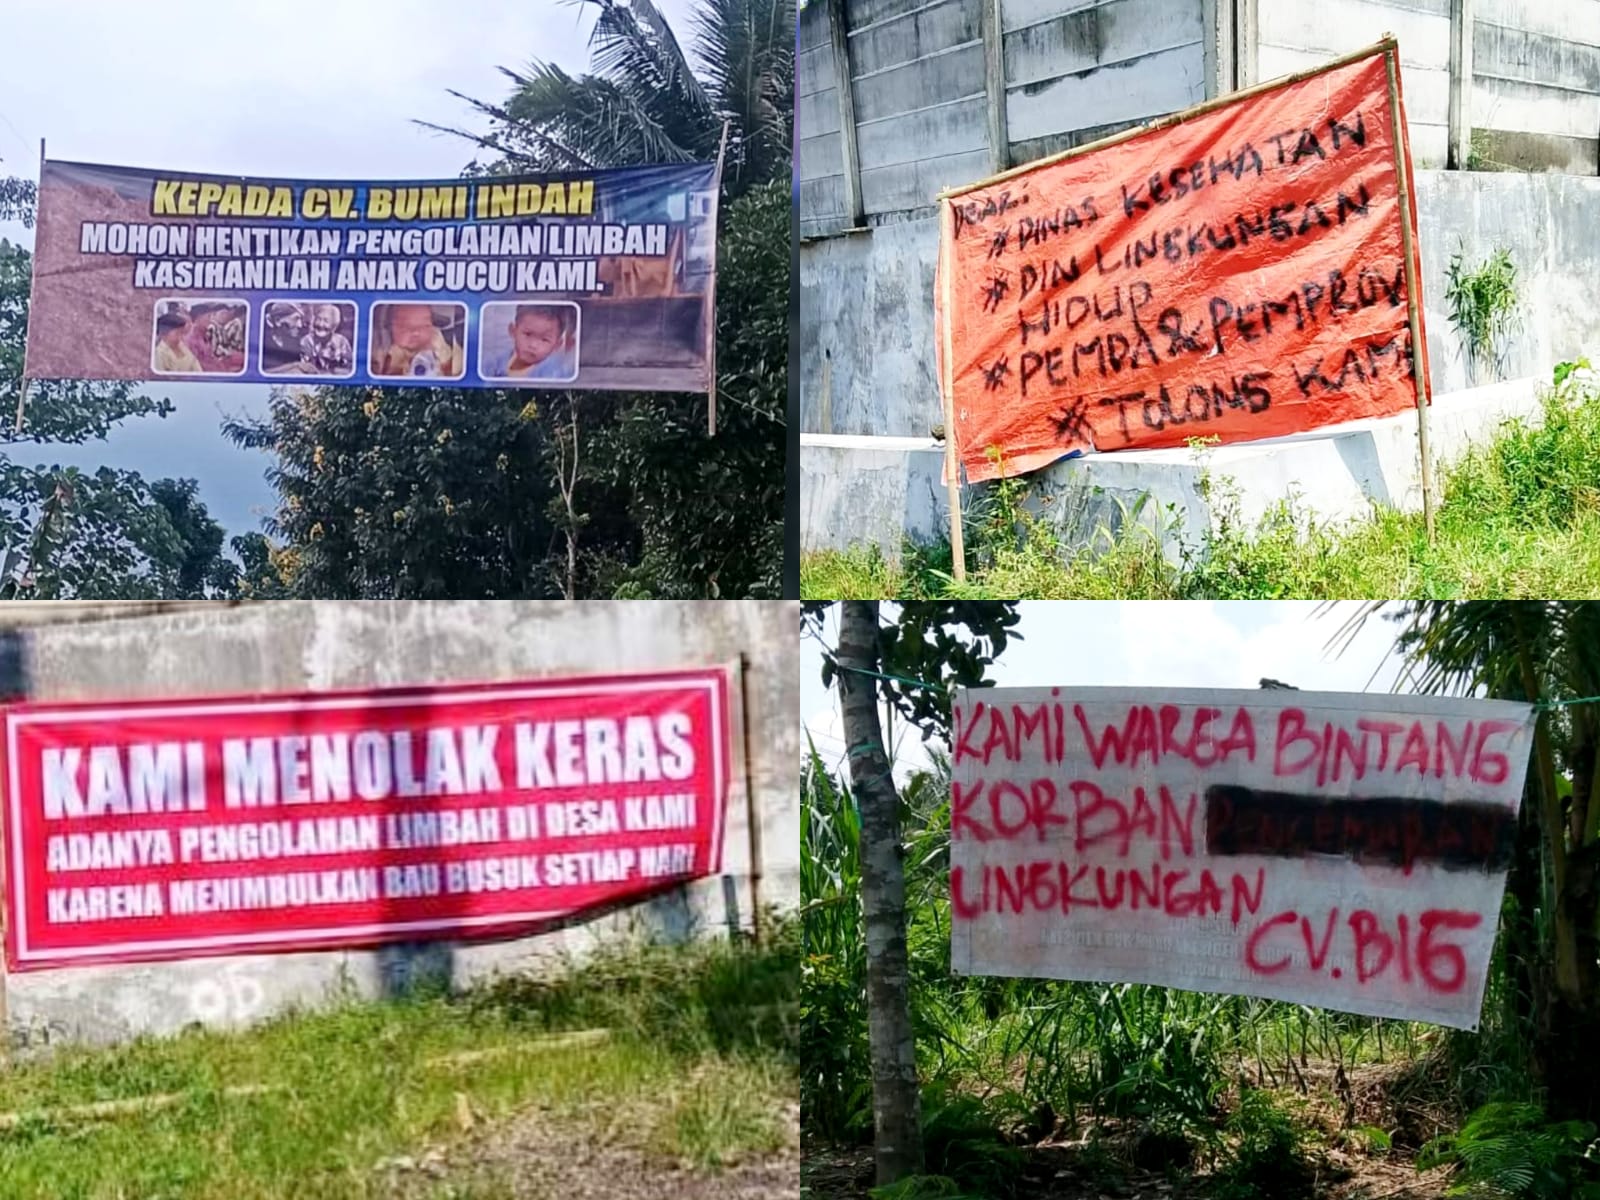 KEPADA CV. BUMI INDAH
MOHON HENTIKAN PENGOLAHAN LIMBAH
KASIHANILAH ANAK CUCU KAMI.
DEAR:
* DINAS KESEHATAN
* DIN LINGKUNGAN
HIDUP
* PEMDA & PEMPROV
* TOLONG KAMI
KAMI MENOLAK KERAS
ADANYA PENGOLAHAN LIMBAH DI DESA KAMI
KARENA MENIMBULKAN BAU BUSUK SETIAP HARI
KAMI WARGA BINTANG
KORBAN PENCEMARAN
LINGKUNGAN
CV. BIG